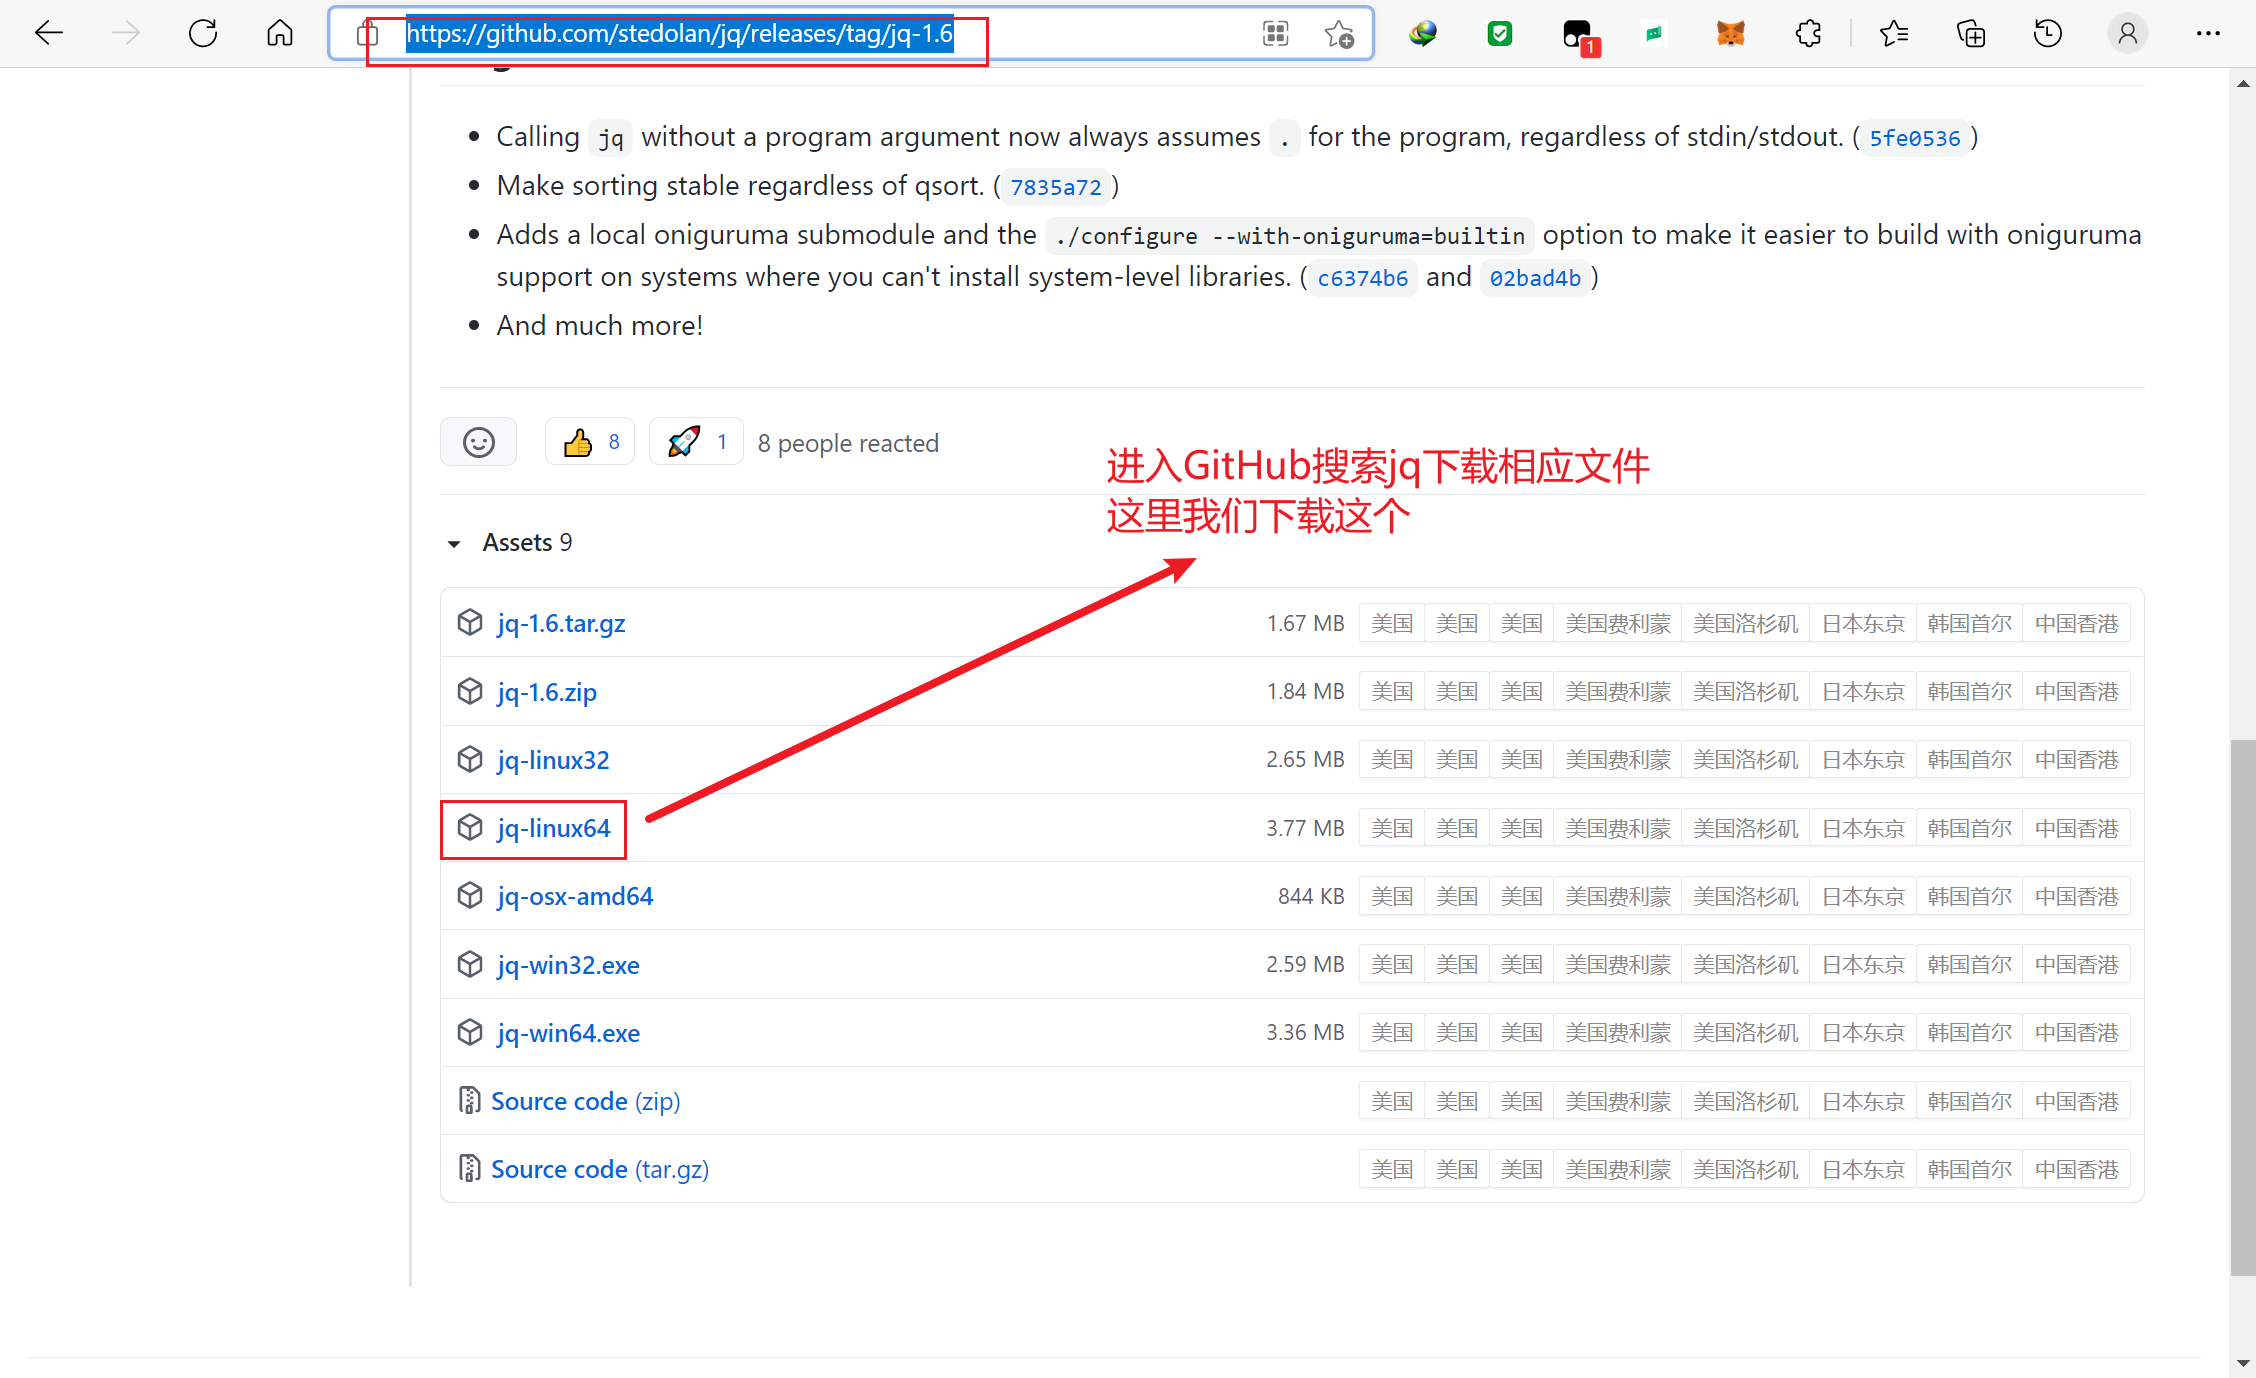 https://github.com/stedolan/jq/releases/tag/jq-1.6
1
Calling jq without a program argument now always assumes . for the program, regardless of stdin/stdout. ( 5fe0536 )
Make sorting stable regardless of qsort. ( 7835a72 )
Adds a local oniguruma submodule and the ./configure --with-oniguruma=builtin option to make it easier to build with oniguruma
support on systems where you can't install system-level libraries. ( c6374b6 and 02bad4b )
And much more!
8 1 8 people reacted
进入GitHub搜索jq下载相应文件
这里我们下载这个
Assets 9
jq-1.6.tar.gz 1.67 MB 美国 美国 美国 美国费利蒙 美国洛杉矶 日本东京 韩国首尔 中国香港
jq-1.6.zip 1.84 MB 美国 美国 美国 美国费利蒙 美国洛杉矶 日本东京 韩国首尔 中国香港
jq-linux32 2.65 MB 美国 美国 美国 美国费利蒙 美国洛杉矶 日本东京 韩国首尔 中国香港
jq-linux64 3.77 MB 美国 美国 美国 美国费利蒙 美国洛杉矶 日本东京 韩国首尔 中国香港
jq-osx-amd64 844 KB 美国 美国 美国 美国费利蒙 美国洛杉矶 日本东京 韩国首尔 中国香港
jq-win32.exe 2.59 MB 美国 美国 美国 美国费利蒙 美国洛杉矶 日本东京 韩国首尔 中国香港
jq-win64.exe 3.36 MB 美国 美国 美国 美国费利蒙 美国洛杉矶 日本东京 韩国首尔 中国香港
Source code (zip) 美国 美国 美国 美国费利蒙 美国洛杉矶 日本东京 韩国首尔 中国香港
Source code (tar.gz) 美国 美国 美国 美国费利蒙 美国洛杉矶 日本东京 韩国首尔 中国香港